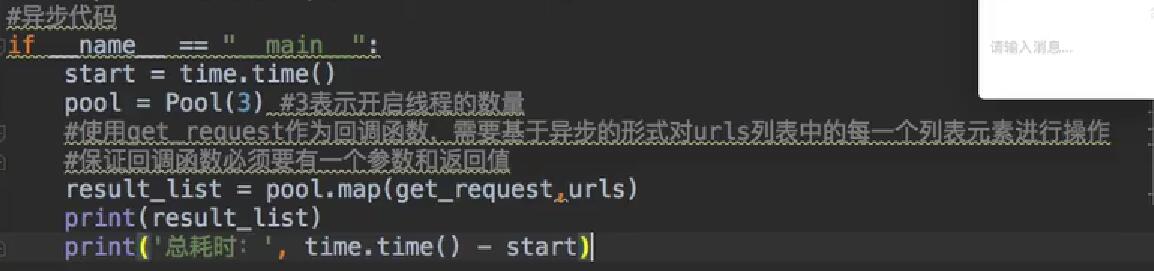 #异步代码
if __name__ == "__main__":
请输入消息...
start = time.time()
pool = Pool(3) #3表示开启线程的数量
#使用get_request作为回调函数，需要基于异步的形式对urls列表中的每一个列表元素进行操作
#保证回调函数必须要有一个参数和返回值
result_list = pool.map(get_request,urls)
print(result_list)
print('总耗时：', time.time() - start)